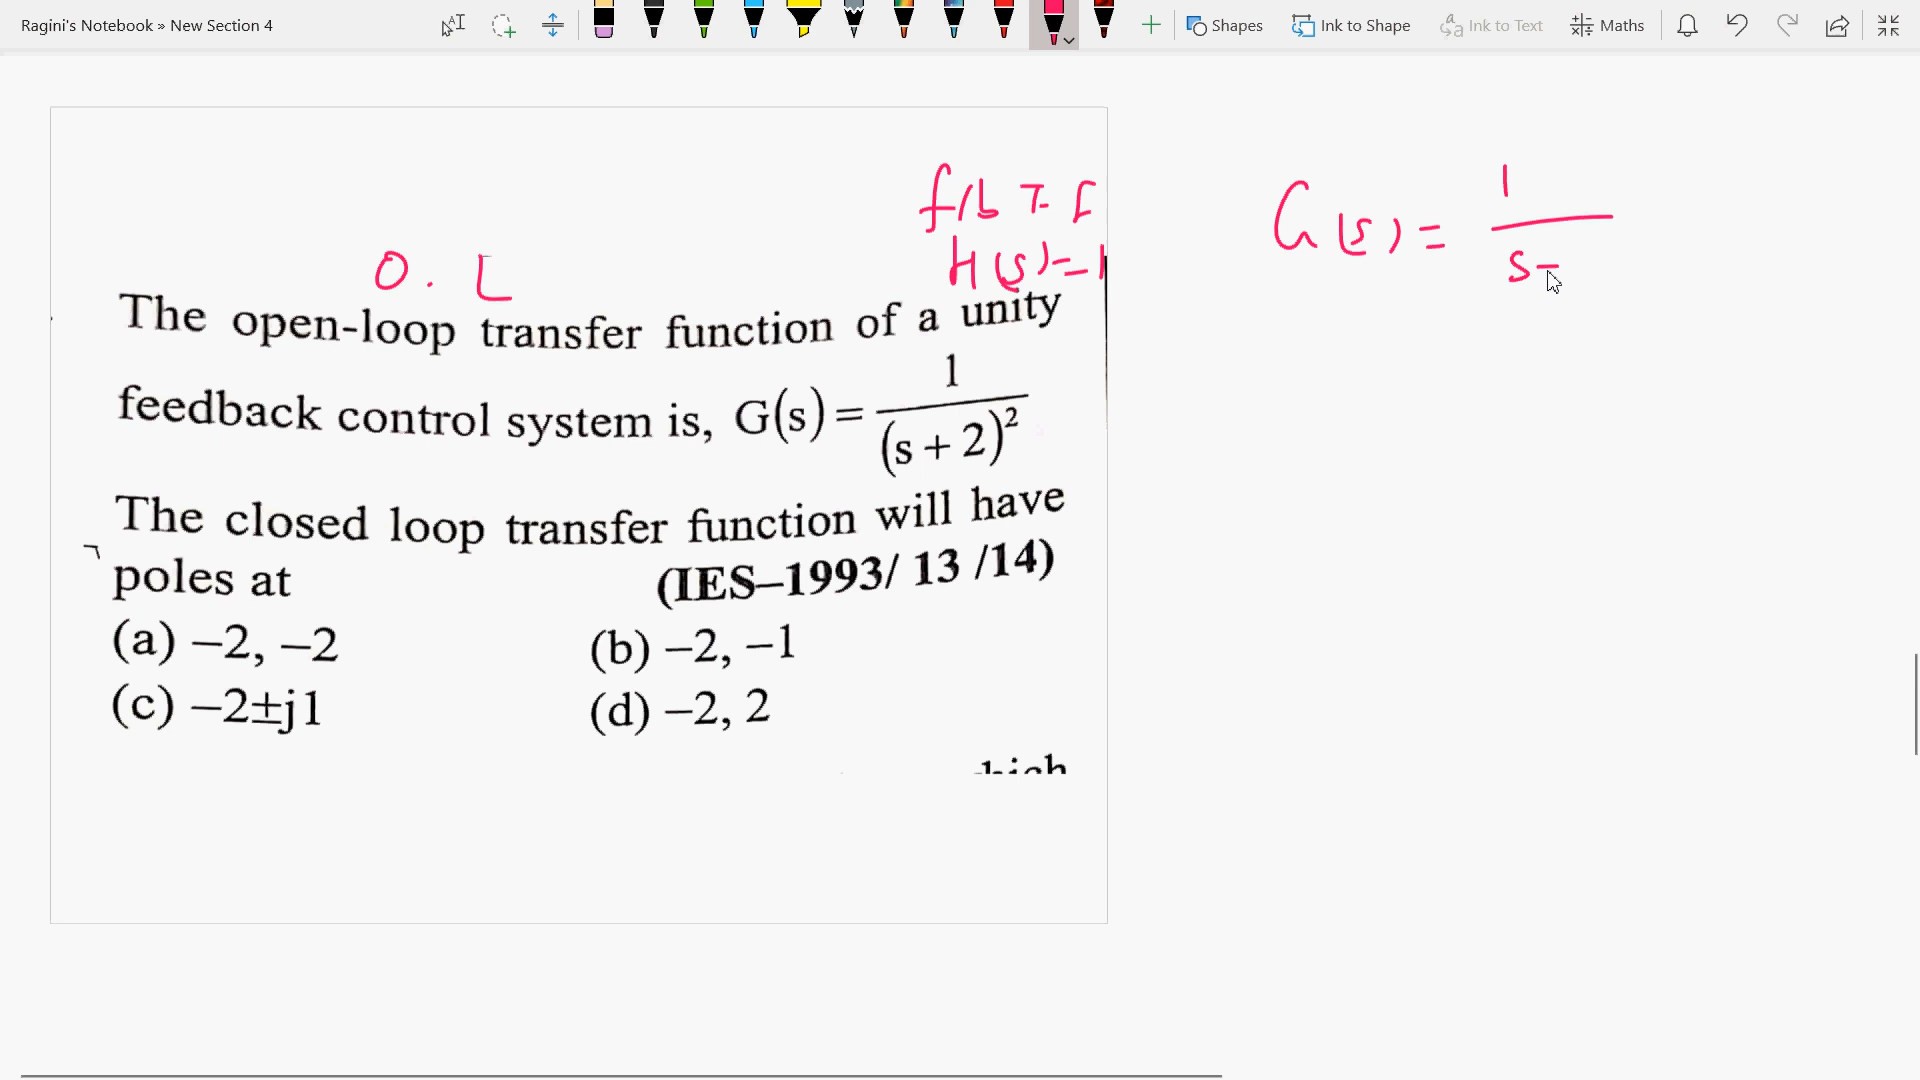 Ragini's Notebook » New Section 4
Shapes
Ink to Shape
Ink to Text
Maths
f/b T. F
H(s)=1
O. L
The open-loop transfer function of a unity
feedback control system is, G(s) = 1/(s + 2)²
The closed loop transfer function will have
poles at (IES–1993/ 13 /14)
(a) –2, –2 (b) –2, –1
(c) –2±j1 (d) –2, 2
G(s) = 1/s-